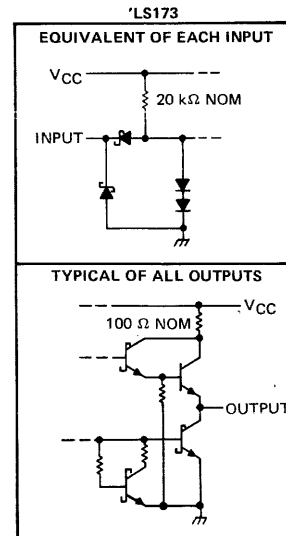 'LS173
EQUIVALENT OF EACH INPUT
VCC
20 kΩ NOM
INPUT
TYPICAL OF ALL OUTPUTS
VCC
100 Ω NOM
OUTPUT